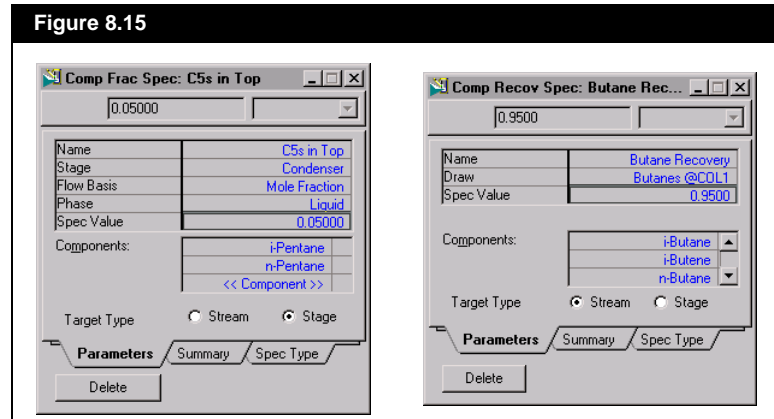 Figure 8.15
Comp Frac Spec: C5s in Top
0.05000
Name C5s in Top
Stage Condenser
Flow Basis Mole Fraction
Phase Liquid
Spec Value 0.05000
Components: i-Pentane
n-Pentane
<< Component >>
Target Type Stream Stage
Parameters Summary Spec Type
Delete
Comp Recov Spec: Butane Rec...
0.9500
Name Butane Recovery
Draw Butanes @COL1
Spec Value 0.9500
Components: i-Butane
i-Butene
n-Butane
Target Type Stream Stage
Parameters Summary Spec Type
Delete